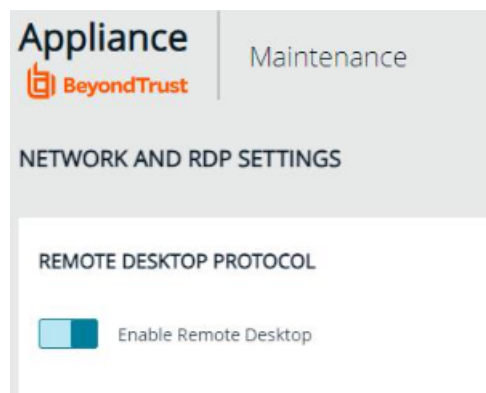 Appliance
BeyondTrust
Maintenance
NETWORK AND RDP SETTINGS
REMOTE DESKTOP PROTOCOL
Enable Remote Desktop